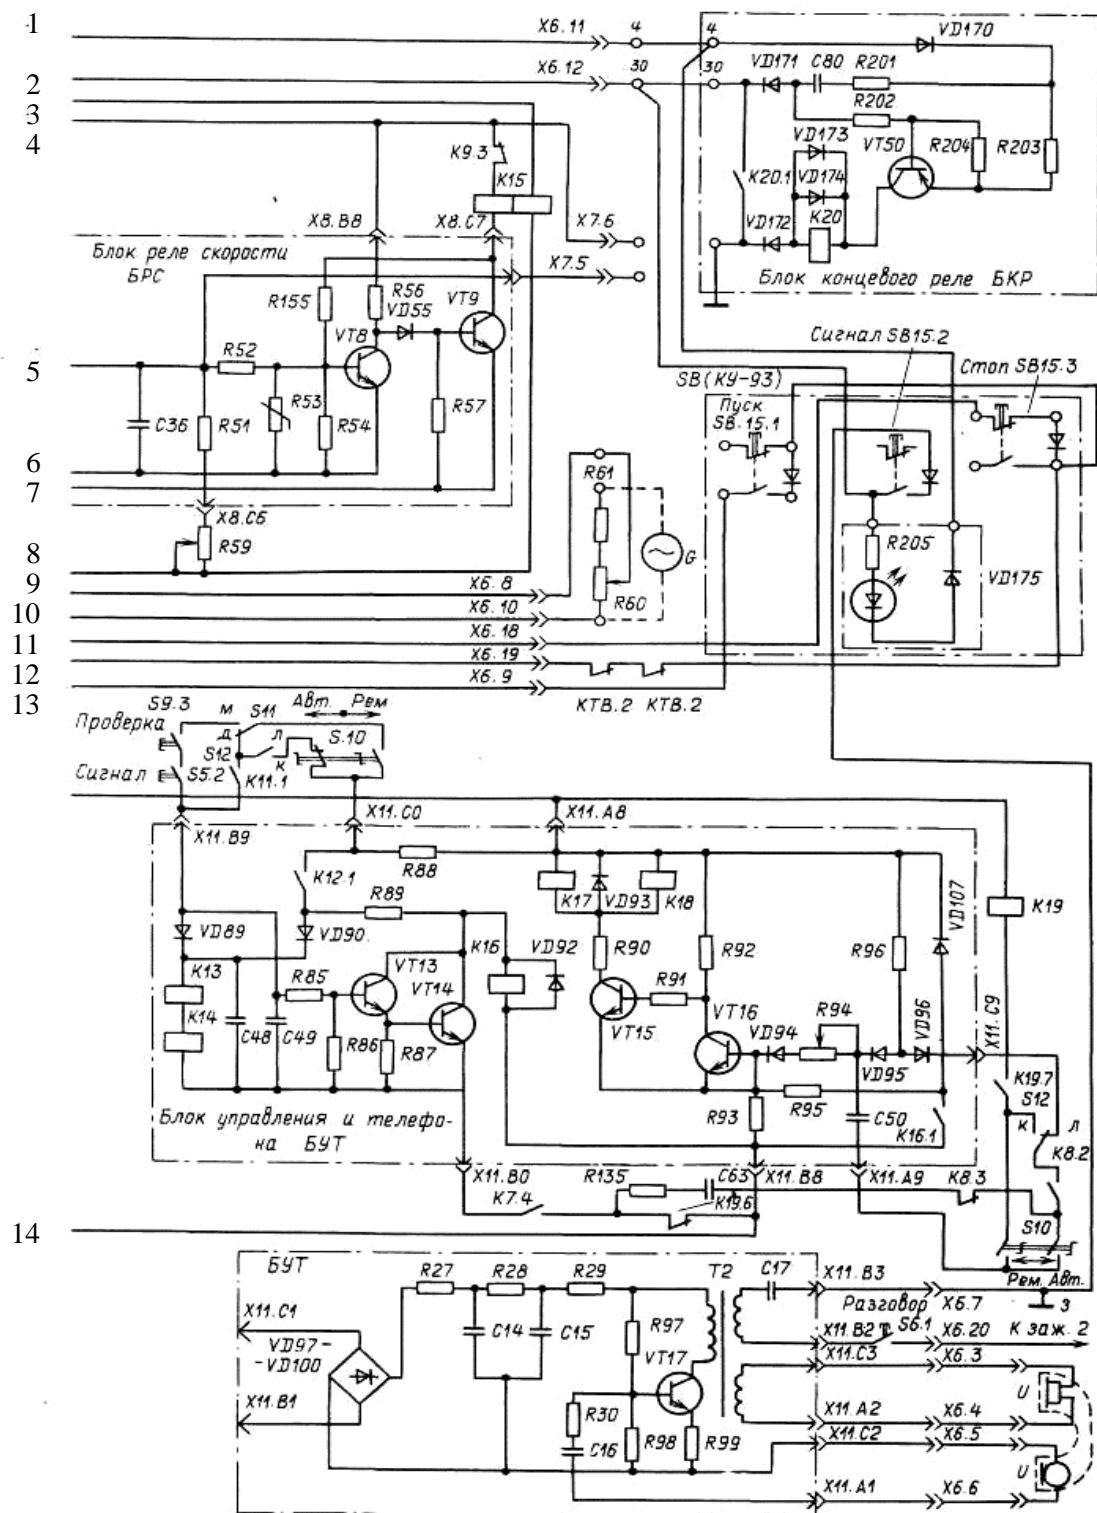 1
X6.11
4
4
VD170
2
X6.12
30
30
VD171
C80
R201
3
R202
4
K9.3
VD173
VT50
R204
R203
K15
K20.1
VD174
X8.B8
X8.C7
X7.6
VD172
K20
Блок реле скорости
БРС
X7.5
Блок концевого реле БКР
R155
R56
VD55
VT9
VT8
Сигнал SB15.2
5
R52
SB(КУ-93)
Стоп SB15.3
R53
R57
Пуск
SB.15.1
C36
R51
R54
6
R61
7
X8.C6
8
R59
R205
G
VD175
9
X6.8
R60
10
X6.10
11
X6.18
12
X6.19
13
X6.9
КТВ.2
КТВ.2
S9.3
М
S11
Авт.
Рем
Проверка
Д
Л
S.10
S12
К
Сигнал
S5.2
K11.1
X11.B9
X11.C0
X11.A8
R88
K12.1
R89
K17
VD93
K18
VD107
K19
VD89
VD90.
K16
VD92
R90
R92
R96
K13
R85
VT13
VT14
R91
K14
VT16
R94
VD96
X11.C9
C48
C49
R86
R87
VT15
VD94
VD95
K19.7
S12
Блок управления и телефо-
на БУТ
R93
R95
C50
K16.1
К
Л
K8.2
X11.B0
R135
C63
X11.B8
X11.A9
K8.3
K7.4
K19.6
14
S10
БУТ
R27
R28
R29
T2
C17
X11.B3
Рем.
Авт.
X11.C1
Разговор
X6.7
3
C14
C15
R97
X11.B2
S6.1
X6.20
К заж. 2
VD97-
-VD100
VT17
X11.C3
X6.3
X11.B1
U
R30
X11.A2
X6.4
C16
R98
R99
X11.C2
X6.5
U
X11.A1
X6.6